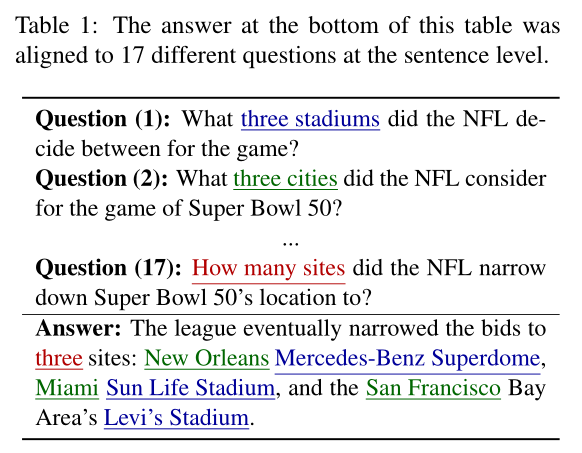 Table 1: The answer at the bottom of this table was
aligned to 17 different questions at the sentence level.
Question (1): What three stadiums did the NFL de-
cide between for the game?
Question (2): What three cities did the NFL consider
for the game of Super Bowl 50?
...
Question (17): How many sites did the NFL narrow
down Super Bowl 50's location to?
Answer: The league eventually narrowed the bids to
three sites: New Orleans Mercedes-Benz Superdome,
Miami Sun Life Stadium, and the San Francisco Bay
Area's Levi's Stadium.